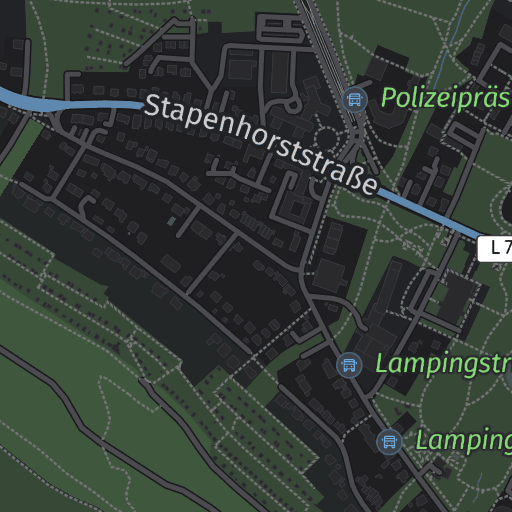 Polizeipräs
Stapenhorststraße
L 7
Lampingstr
Lamping